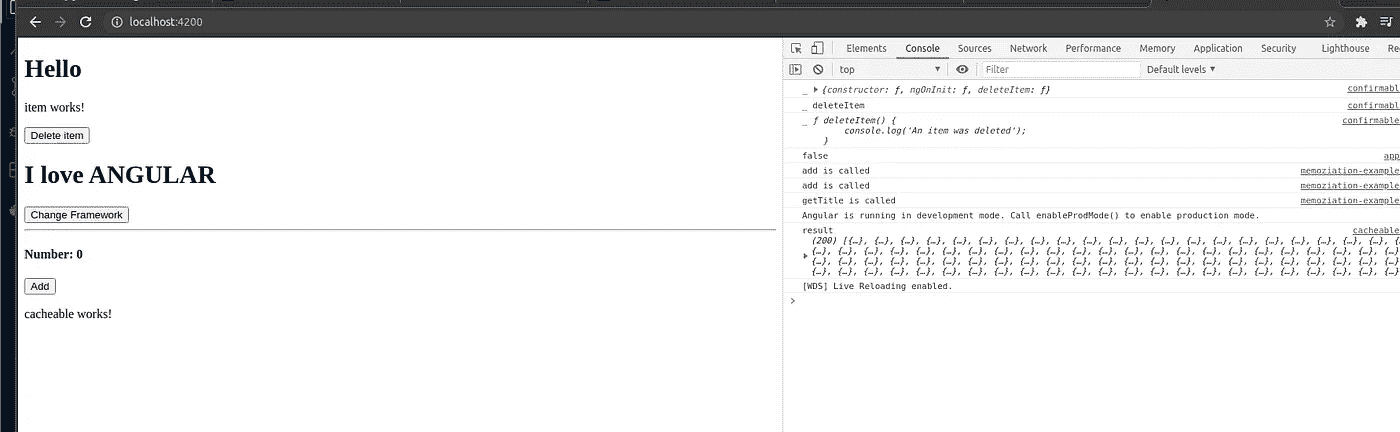 localhost:4200
Hello
item works!
Delete item
I love ANGULAR
Change Framework
Number: 0
Add
cacheable works!
Elements Console Sources Network Performance Memory Application Security Lighthouse Re
top Filter Default levels
_ {constructor: ƒ, ngOnInit: ƒ, deleteItem: ƒ} confirmabl
_ deleteItem confirmabl
_ ƒ deleteItem() { confirmable
console.log('An item was deleted');
}
false app
add is called memoziation-example
add is called memoziation-example
getTitle is called memoziation-example
Angular is running in development mode. Call enableProdMode() to enable production mode.
result cacheable
(200) [{…}, {…}, {…}, {…}, {…}, {…}, {…}, {…}, {…}, {…}, {…}, {…}, {…}, {…}, {…}, {…}, {…}, {…}, {…}, {…}, {…}, {…
{…}, {…}, {…}, {…}, {…}, {…}, {…}, {…}, {…}, {…}, {…}, {…}, {…}, {…}, {…}, {…}, {…}, {…}, {…}, {…}, {…}, {…}, {…
{…}, {…}, {…}, {…}, {…}, {…}, {…}, {…}, {…}, {…}, {…}, {…}, {…}, {…}, {…}, {…}, {…}, {…}, {…}, {…}, {…}, {…}, {…
{…}, {…}, {…}, {…}, {…}, {…}, {…}, {…}, {…}, {…}, {…}, {…}, {…}, {…}, {…}, {…}, {…}, {…}, {…}, {…}, {…}, {…}, {…
[WDS] Live Reloading enabled.
>